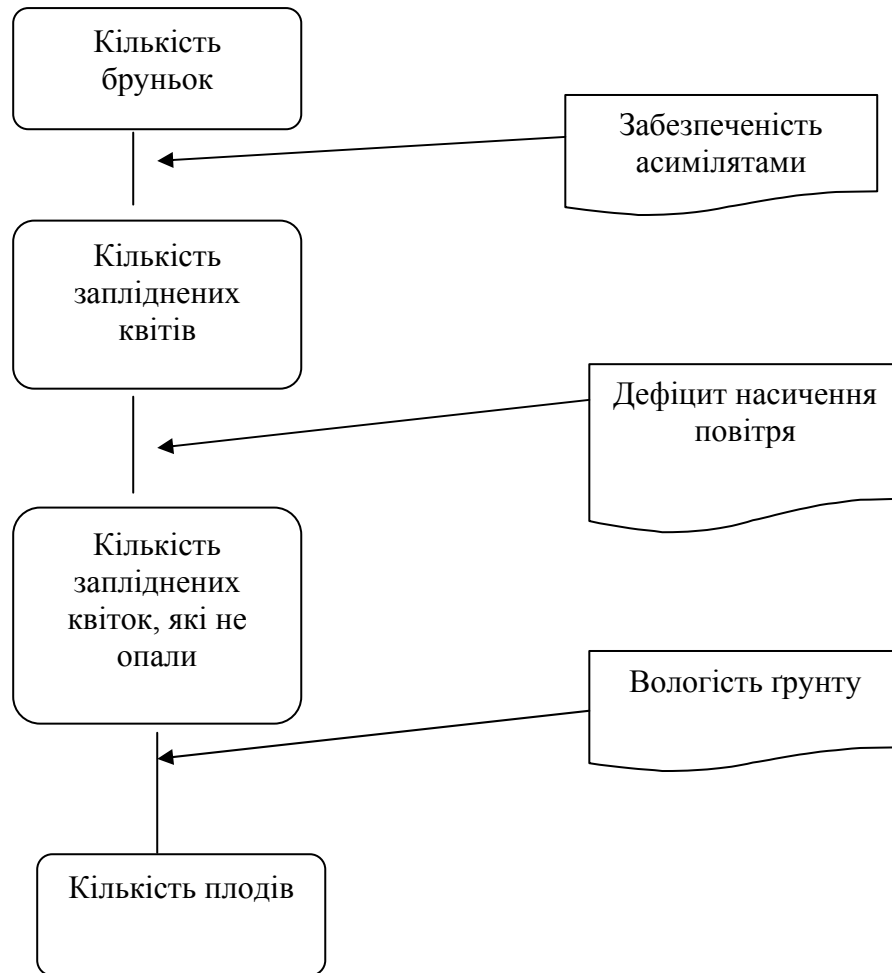 Кількість
бруньок
Забезпеченість
асимілятами
Кількість
запліднених
квітів
Дефіцит насичення
повітря
Кількість
запліднених
квіток, які не
опали
Вологість ґрунту
Кількість плодів